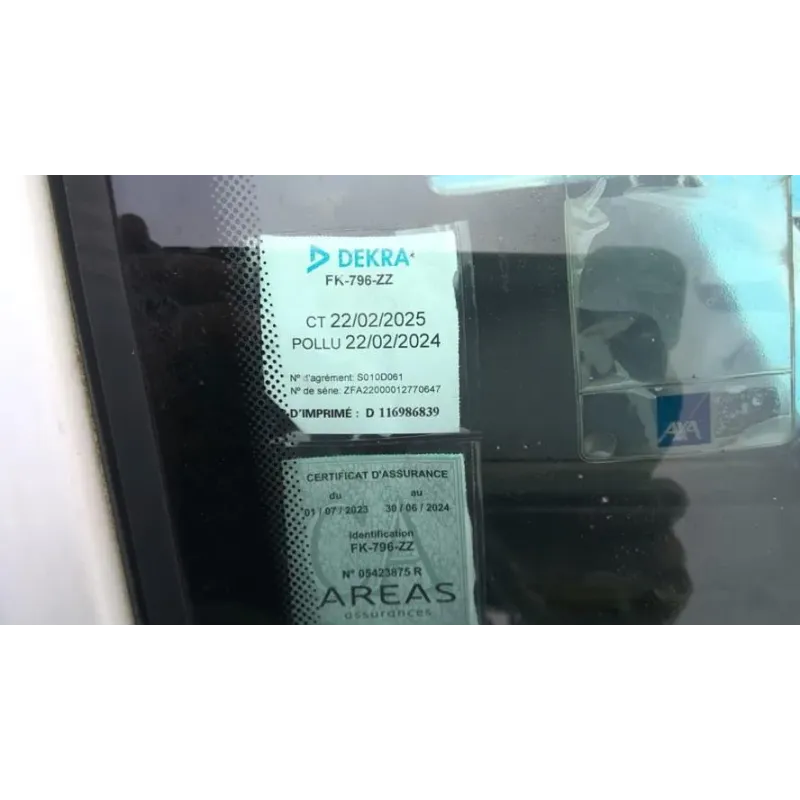 DEKRA
FK-796-ZZ
CT 22/02/2025
POLLU 22/02/2024
N° d'agrément: S010D061
N° de série: ZFA22000012770647
D'IMPRIMÉ : D 116986839
CERTIFICAT D'ASSURANCE
du au
01 / 07 / 2023 30 / 06 / 2024
Identification
FK-796-ZZ
N° 05423875 R
AREAS
assurances
AXA